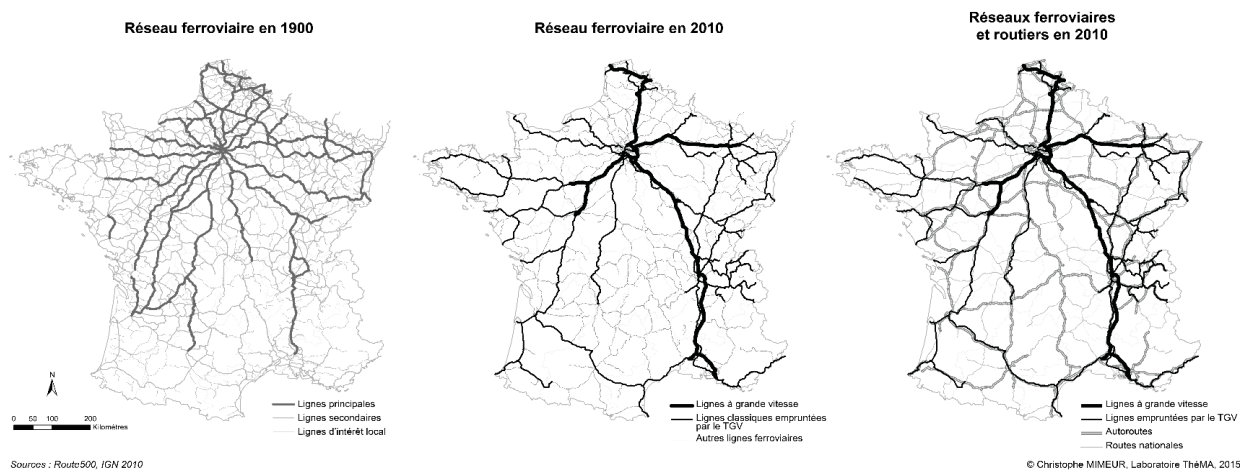 Réseau ferroviaire en 1900
Réseau ferroviaire en 2010
Réseaux ferroviaires
et routiers en 2010
N
0 50 100 200
Kilomètres
Lignes principales
Lignes secondaires
Lignes d'intérêt local
Lignes à grande vitesse
Lignes classiques empruntées
par le TGV
Autres lignes ferroviaires
Lignes à grande vitesse
Lignes empruntées par le TGV
Autoroutes
Routes nationales
Sources : Route500, IGN 2010
© Christophe MIMEUR, Laboratoire ThéMA, 2015